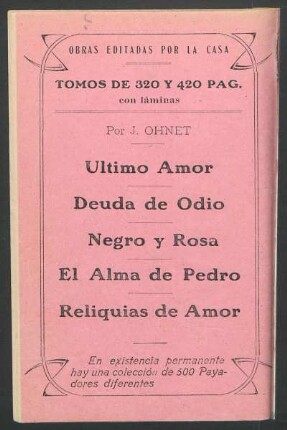 OBRAS EDITADAS POR LA CASA
TOMOS DE 320 Y 420 PAG.
con láminas
Por J. OHNET
Ultimo Amor
Deuda de Odio
Negro y Rosa
El Alma de Pedro
Reliquias de Amor
En existencia permanente
hay una colección de 500 Paya-
dores diferentes